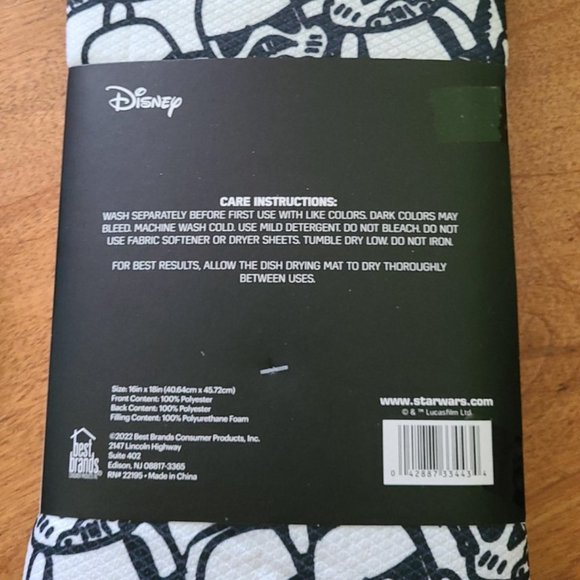 Disney
CARE INSTRUCTIONS:
WASH SEPARATELY BEFORE FIRST USE WITH LIKE COLORS. DARK COLORS MAY
BLEED. MACHINE WASH COLD. USE MILD DETERGENT. DO NOT BLEACH. DO NOT
USE FABRIC SOFTENER OR DRYER SHEETS. TUMBLE DRY LOW. DO NOT IRON.
FOR BEST RESULTS, ALLOW THE DISH DRYING MAT TO DRY THOROUGHLY
BETWEEN USES.
Size: 16in x 18in (40.64cm x 45.72cm)
Front Content: 100% Polyester
Back Content: 100% Polyester
Filling Content: 100% Polyurethane Foam
©2022 Best Brands Consumer Products, Inc.
2147 Lincoln Highway
Suite 402
Edison, NJ 08817-3365
RN# 22195 • Made in China
best
brands®
www.starwars.com
© & ™ Lucasfilm Ltd.
0 42887 33443 4